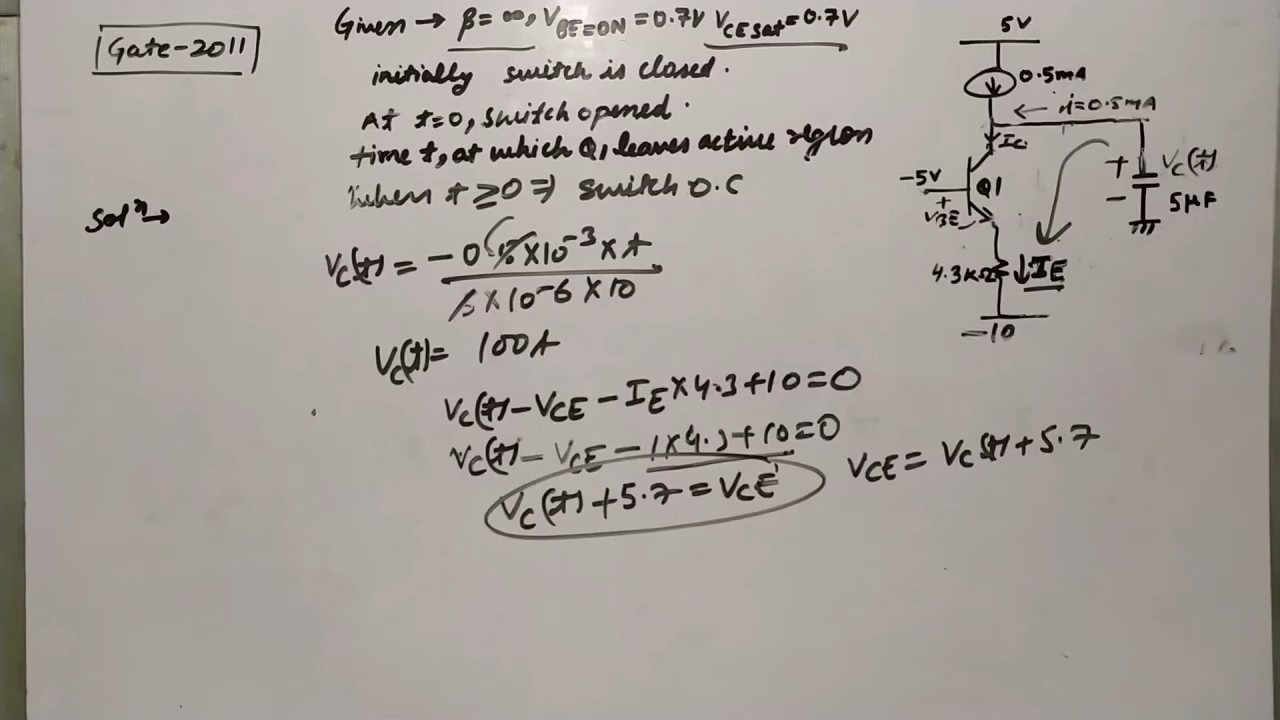 Gate-2011
Given → β=∞, VBE=ON = 0.7V VCEsat = 0.7V
initially switch is closed.
At t=0, switch opened.
time t, at which Q1 leaves active region
When t ≥ 0 ⇒ switch O.C
Solⁿ→
Vc(t) = -0.5×10-3×t
5×10-6×10
Vc(t) = 100t
Vc(t) - VCE - IE×4.3+10=0
Vc(t) - VCE - 1×4.3+10=0
Vc(t)+5.7=VCE
VCE = Vc(t)+5.7
5V
0.5mA
← i=0.5mA
Ic
-5V
Q1
+
VBE
-
+
Vc(t)
-
5μF
4.3kΩ
↓IE
-10